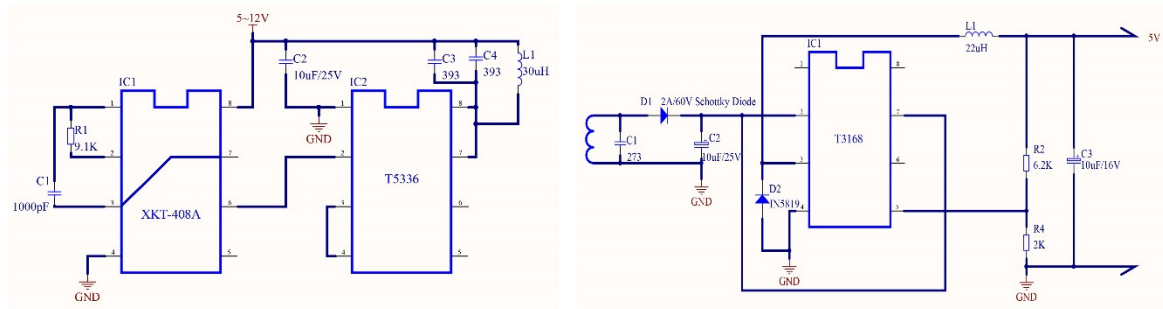 5~12V
C2
10uF/25V
C3
393
C4
393
L1
30uH
IC1
IC2
1
8
1
8
R1
9.1K
GND
2
7
2
7
C1
1000pF
T5336
3
6
3
6
XKT-408A
4
5
4
5
GND
L1
22uH
5V
IC1
1
8
D1
2A/60V Schottky Diode
2
7
T3168
C1
273
C2
10uF/25V
3
6
R2
6.2K
C3
10uF/16V
D2
IN5819
GND
4
5
R4
2K
GND
GND